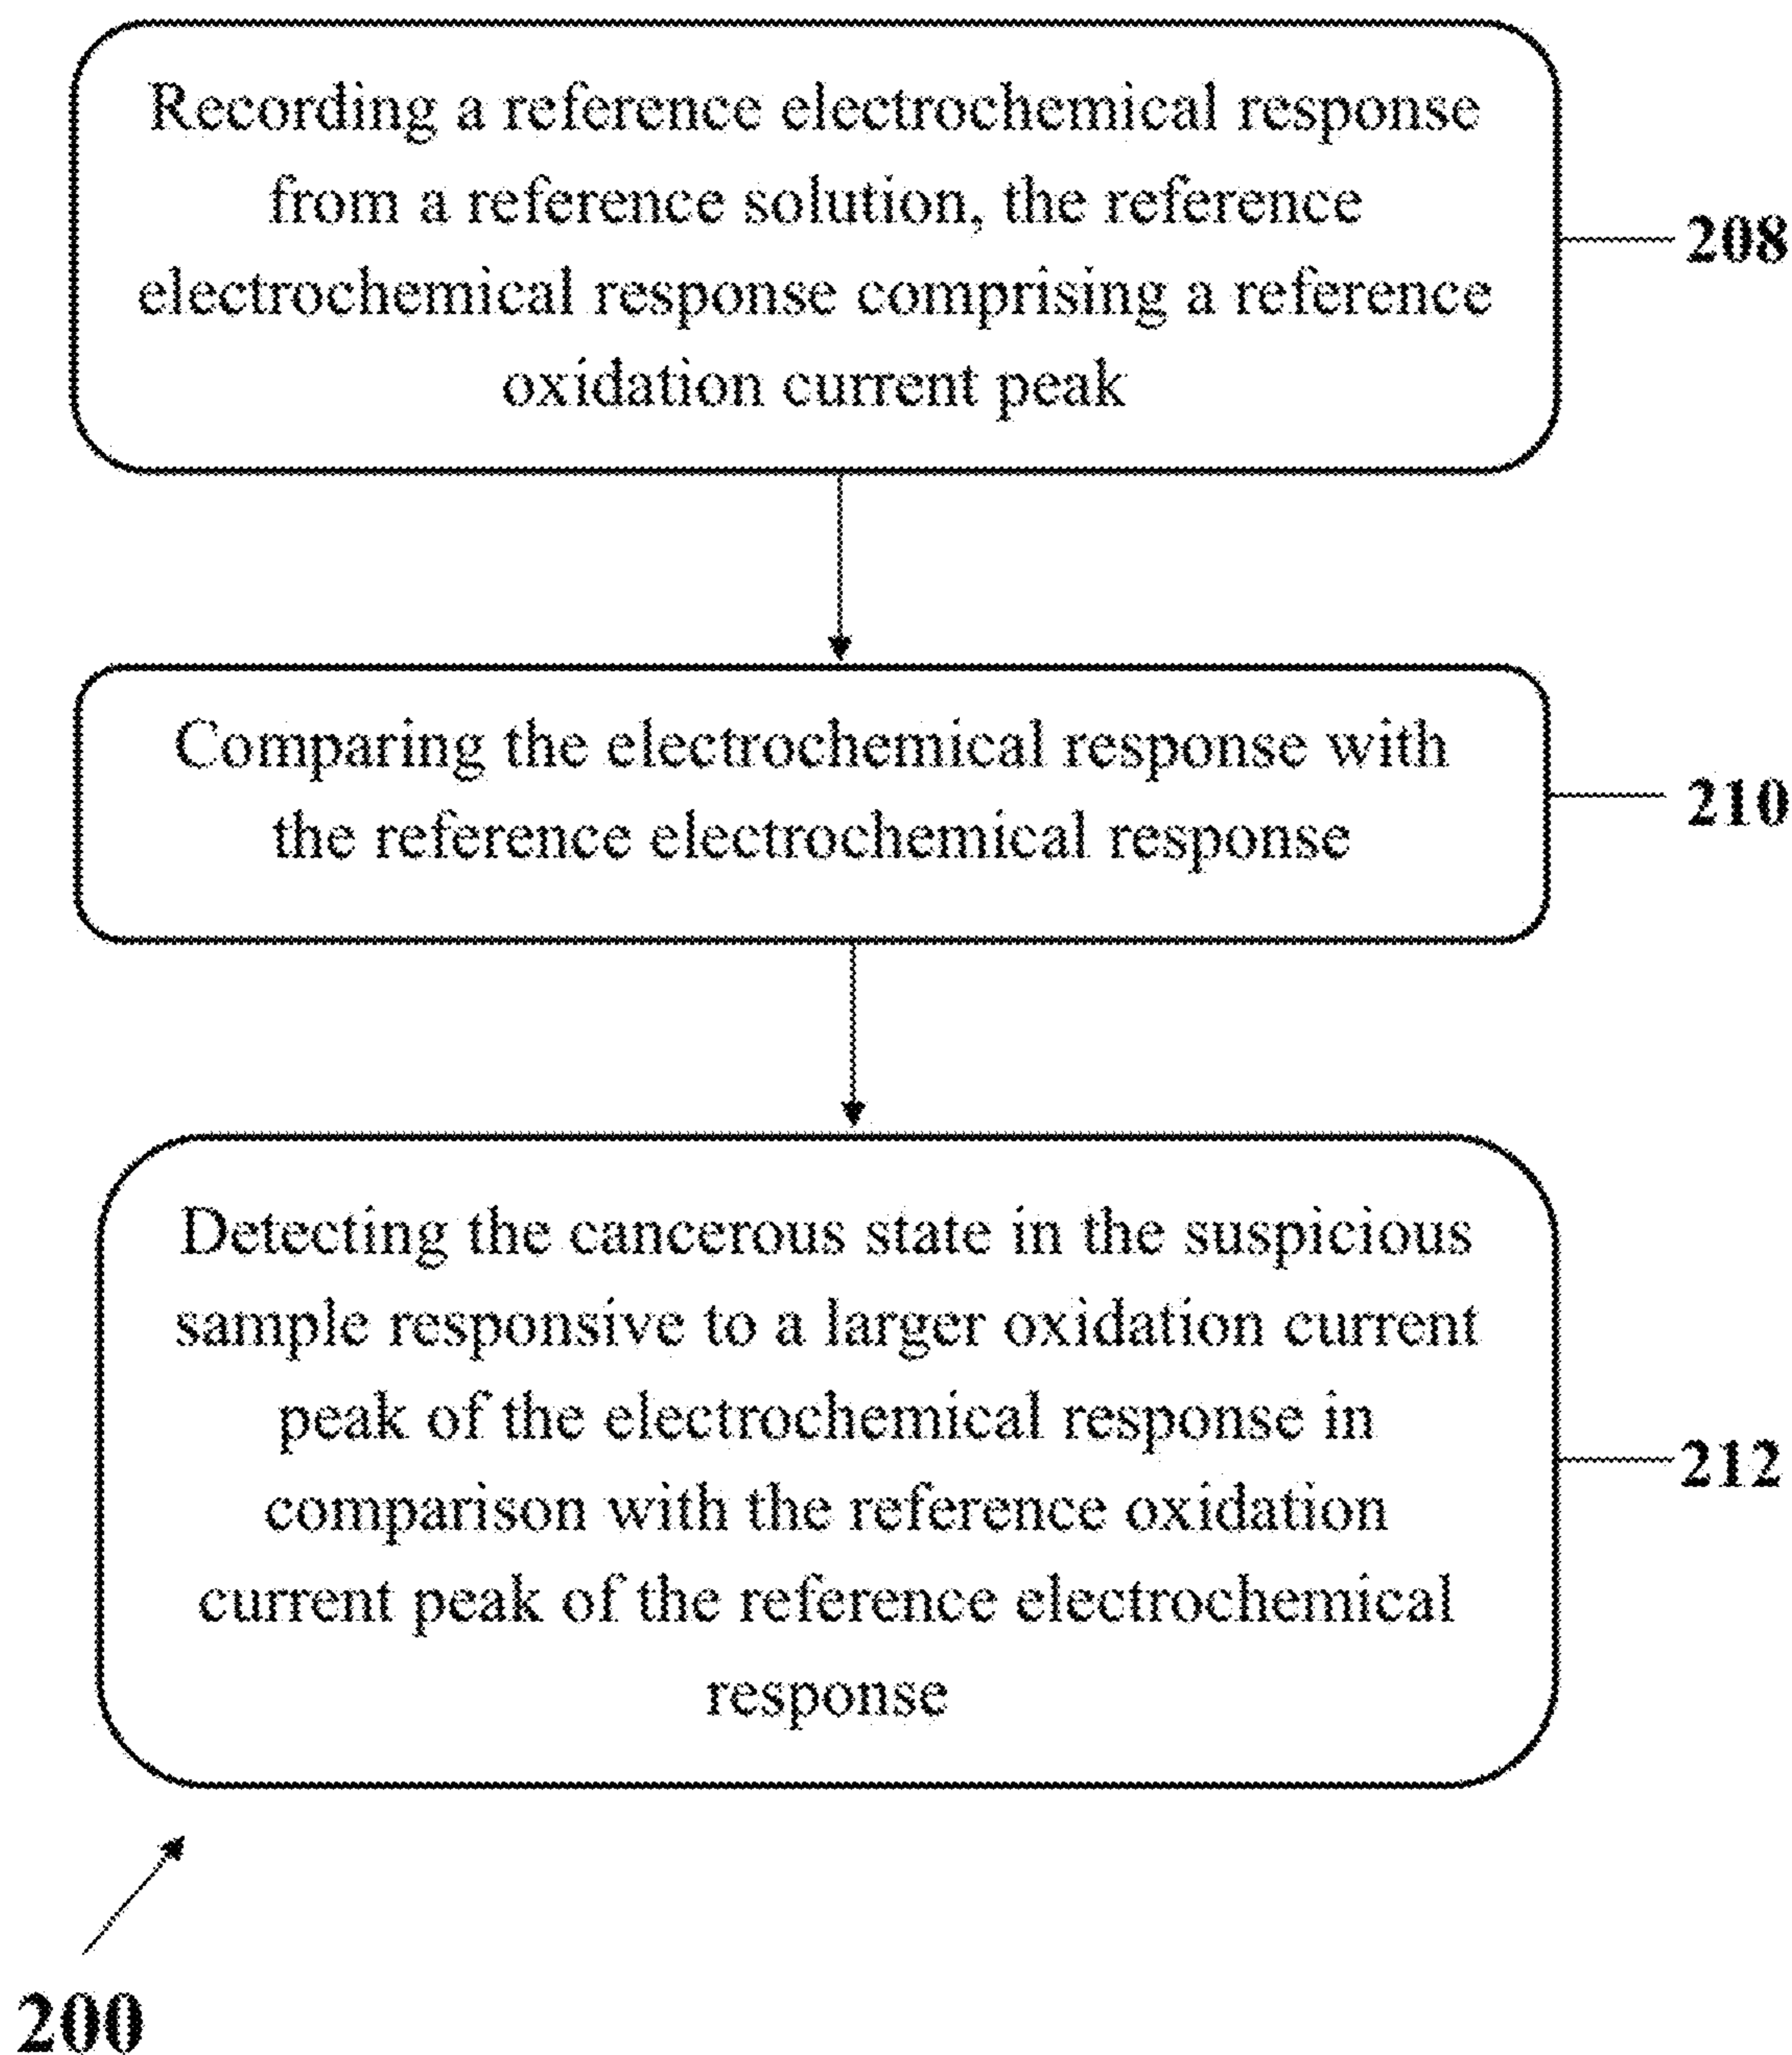 Recording a reference electrochemical response
from a reference solution, the reference
electrochemical response comprising a reference
oxidation current peak
208
Comparing the electrochemical response with
the reference electrochemical response
210
Detecting the cancerous state in the suspicious
sample responsive to a larger oxidation current
peak of the electrochemical response in
comparison with the reference oxidation
current peak of the reference electrochemical
response
212
200